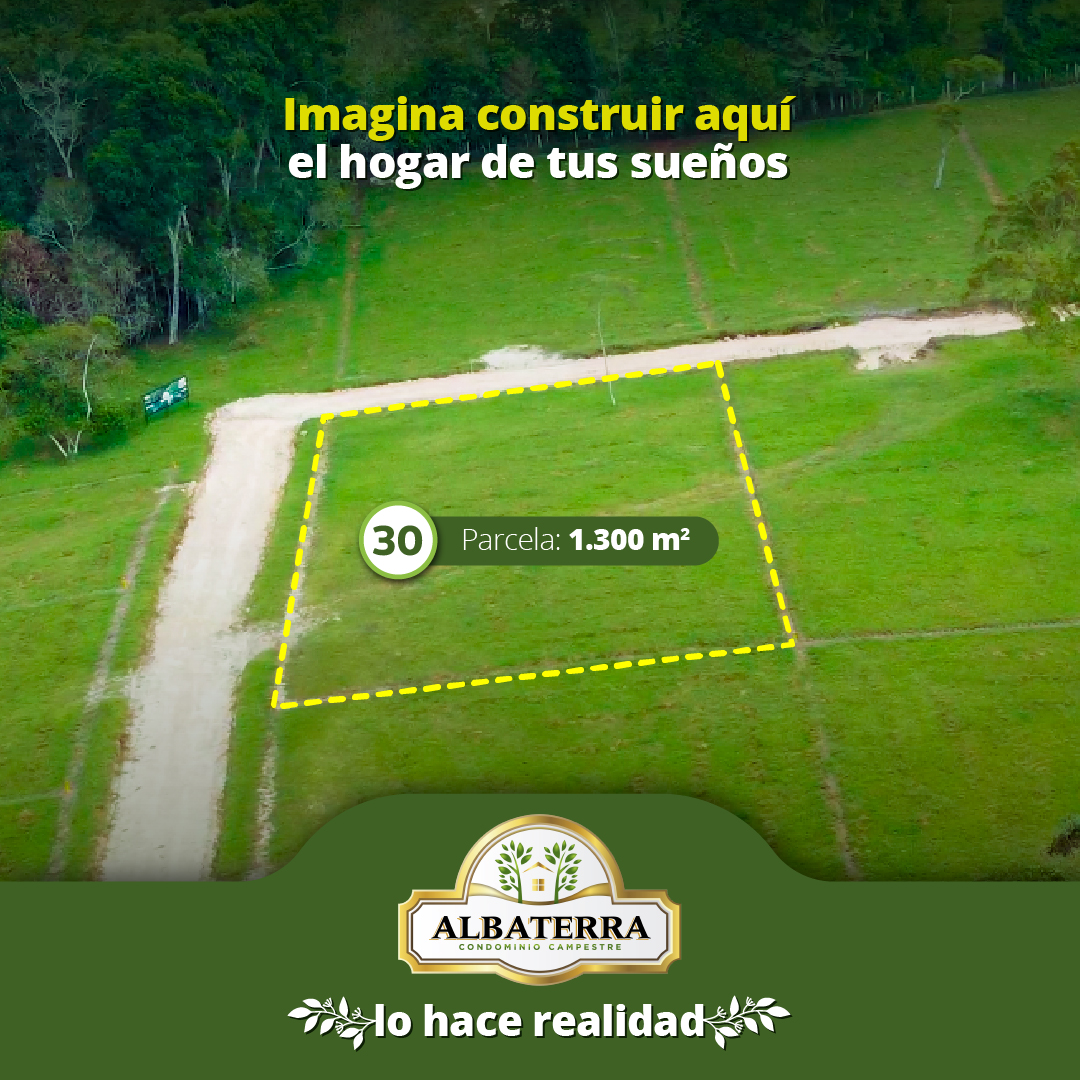 Imagina construir aquí
el hogar de tus sueños
30
Parcela: 1.300 m²
ALBATERRA
CONDOMINIO CAMPESTRE
lo hace realidad